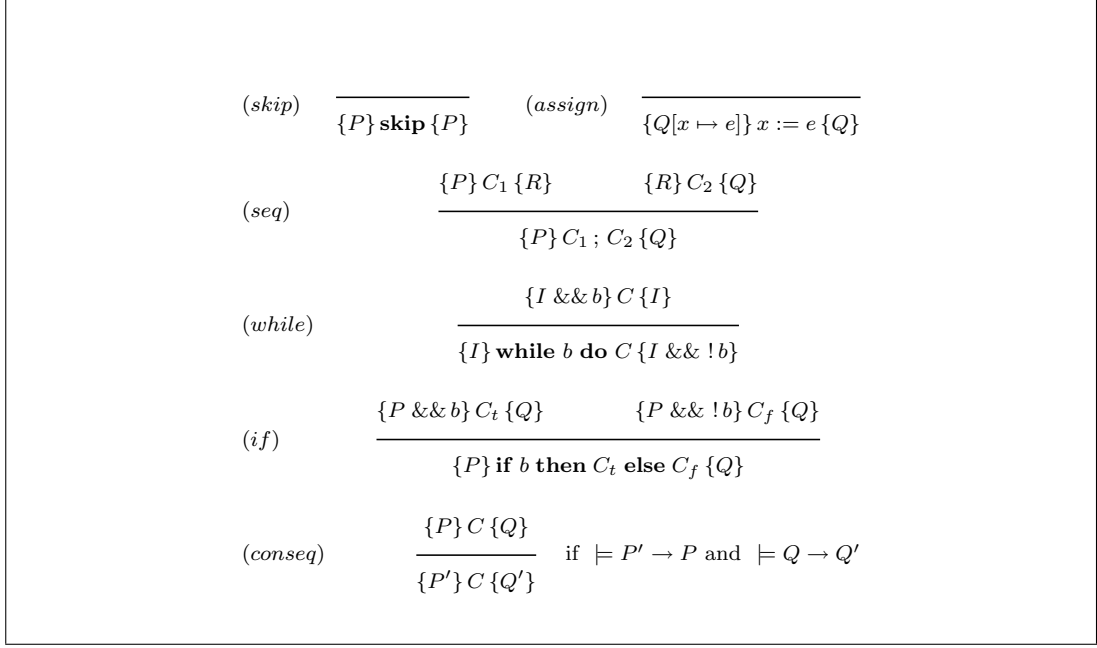 (skip) {P} skip {P} (assign) {Q[x ↦ e]} x := e {Q}
{P} C₁ {R} {R} C₂ {Q}
(seq)
{P} C₁ ; C₂ {Q}
{I && b} C {I}
(while)
{I} while b do C {I && ! b}
{P && b} Cₜ {Q} {P && ! b} C_f {Q}
(if)
{P} if b then Cₜ else C_f {Q}
{P} C {Q}
(conseq) if ⊨ P′ → P and ⊨ Q → Q′
{P′} C {Q′}